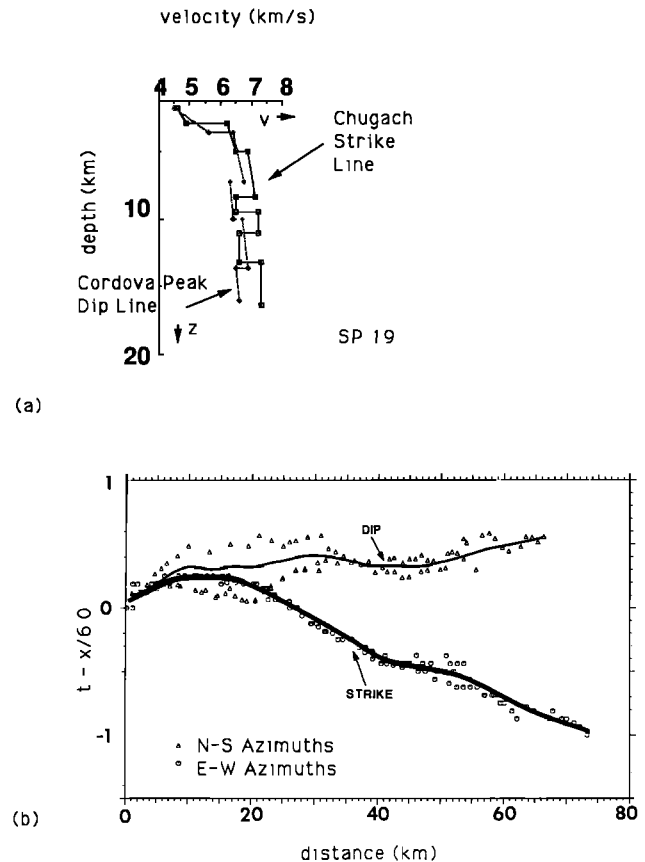 velocity (km/s)
4 5 6 7 8
v
Chugach
Strike
Line
depth (km)
10
Cordova Peak
Dip Line
z
20
SP 19
(a)
1
DIP
0
t - x/6 0
STRIKE
-1
N-S Azimuths
E-W Azimuths
(b)
0 20 40 60 80
distance (km)